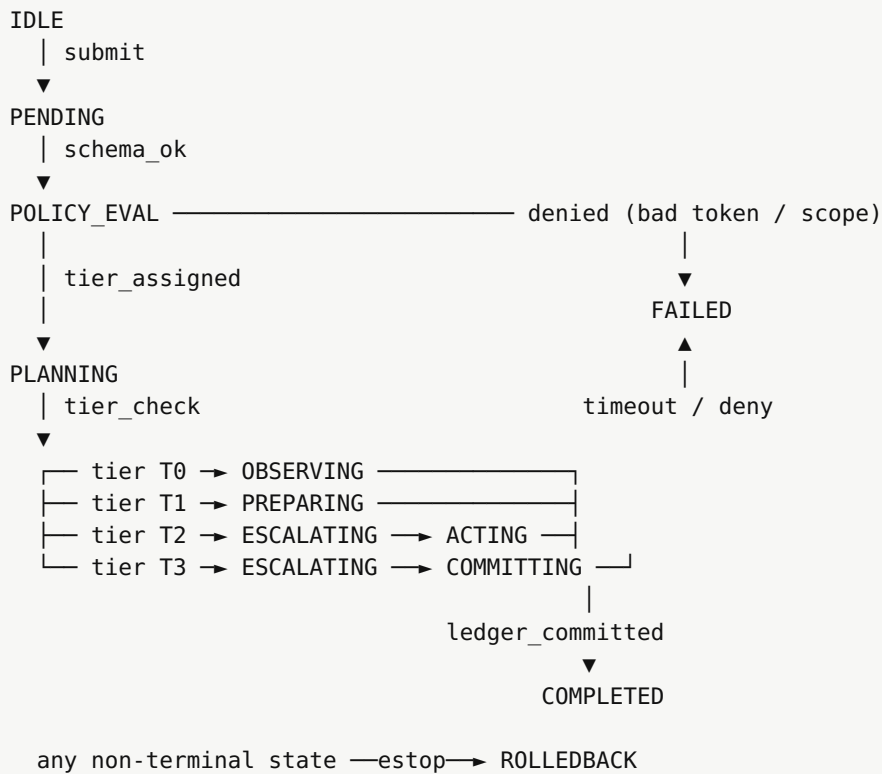 IDLE
submit
PENDING
schema_ok
POLICY_EVAL denied (bad token / scope)
tier_assigned
FAILED
PLANNING
tier_check timeout / deny
tier T0 → OBSERVING
tier T1 → PREPARING
tier T2 → ESCALATING → ACTING
tier T3 → ESCALATING → COMMITTING
ledger_committed
COMPLETED
any non-terminal state —estop→ ROLLEDBACK